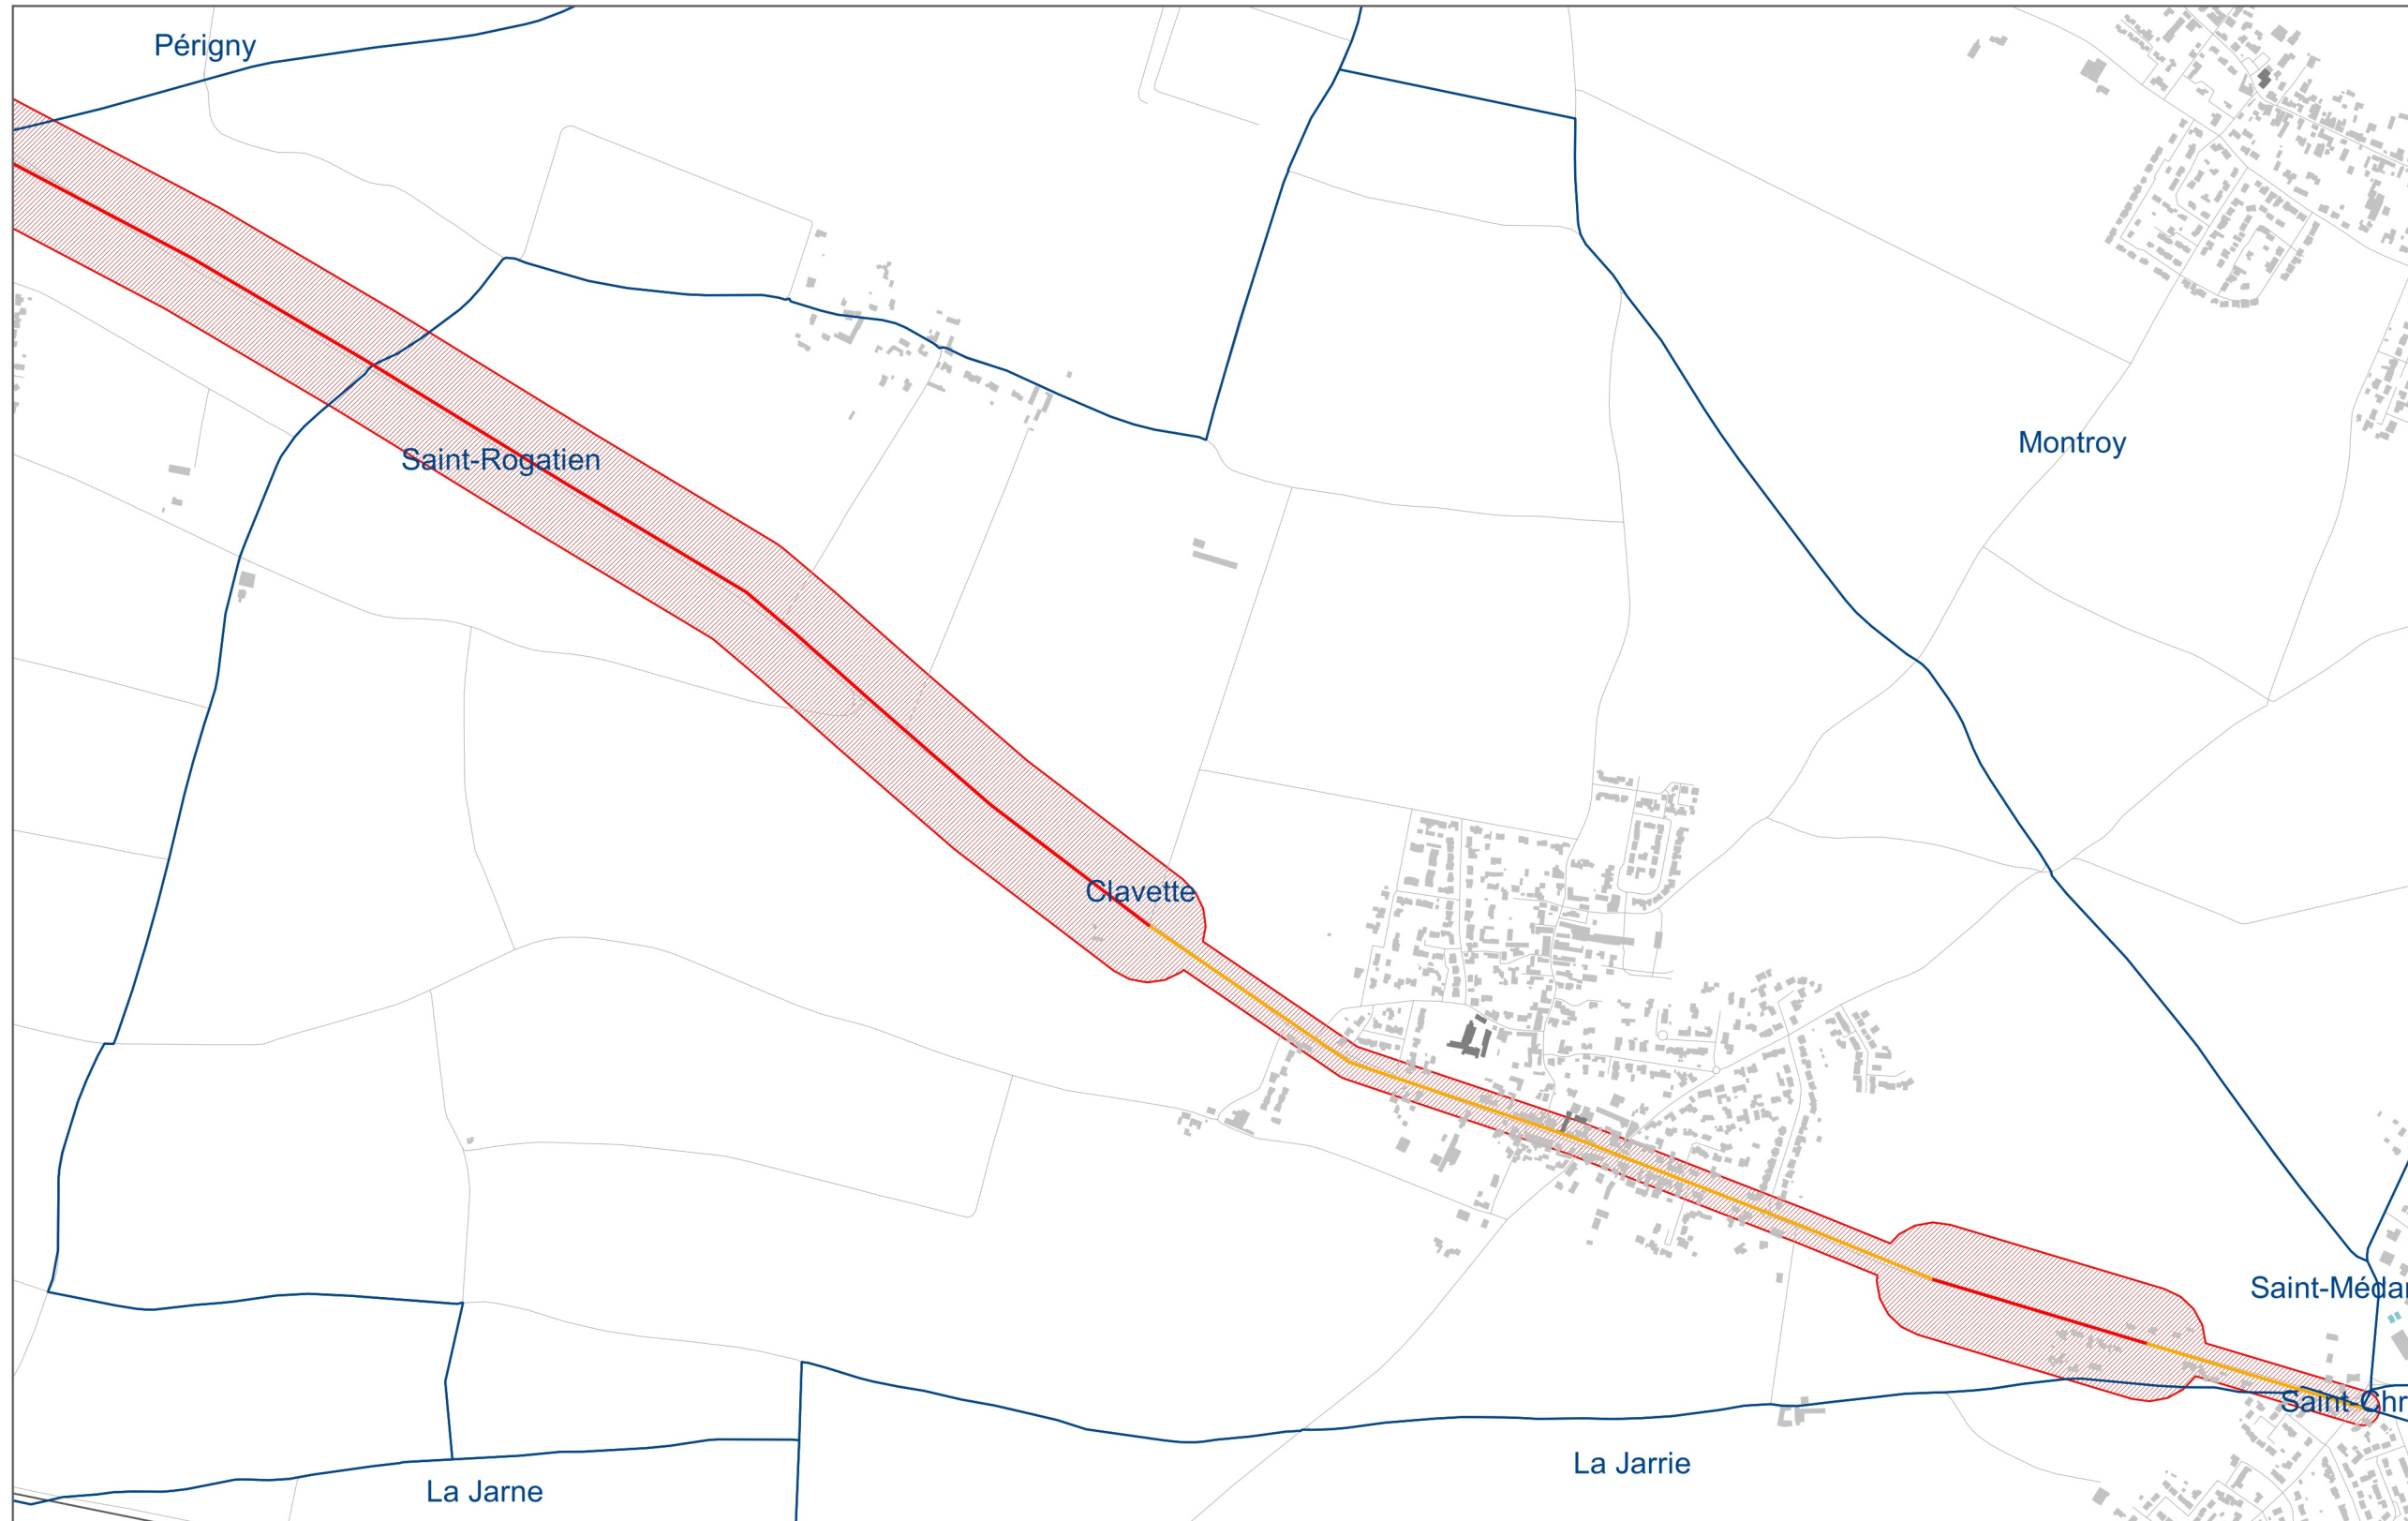 Périgny
Montroy
Saint-Rogatien
Clavette
Saint-Méda
Saint-Chr
La Jarrie
La Jarne